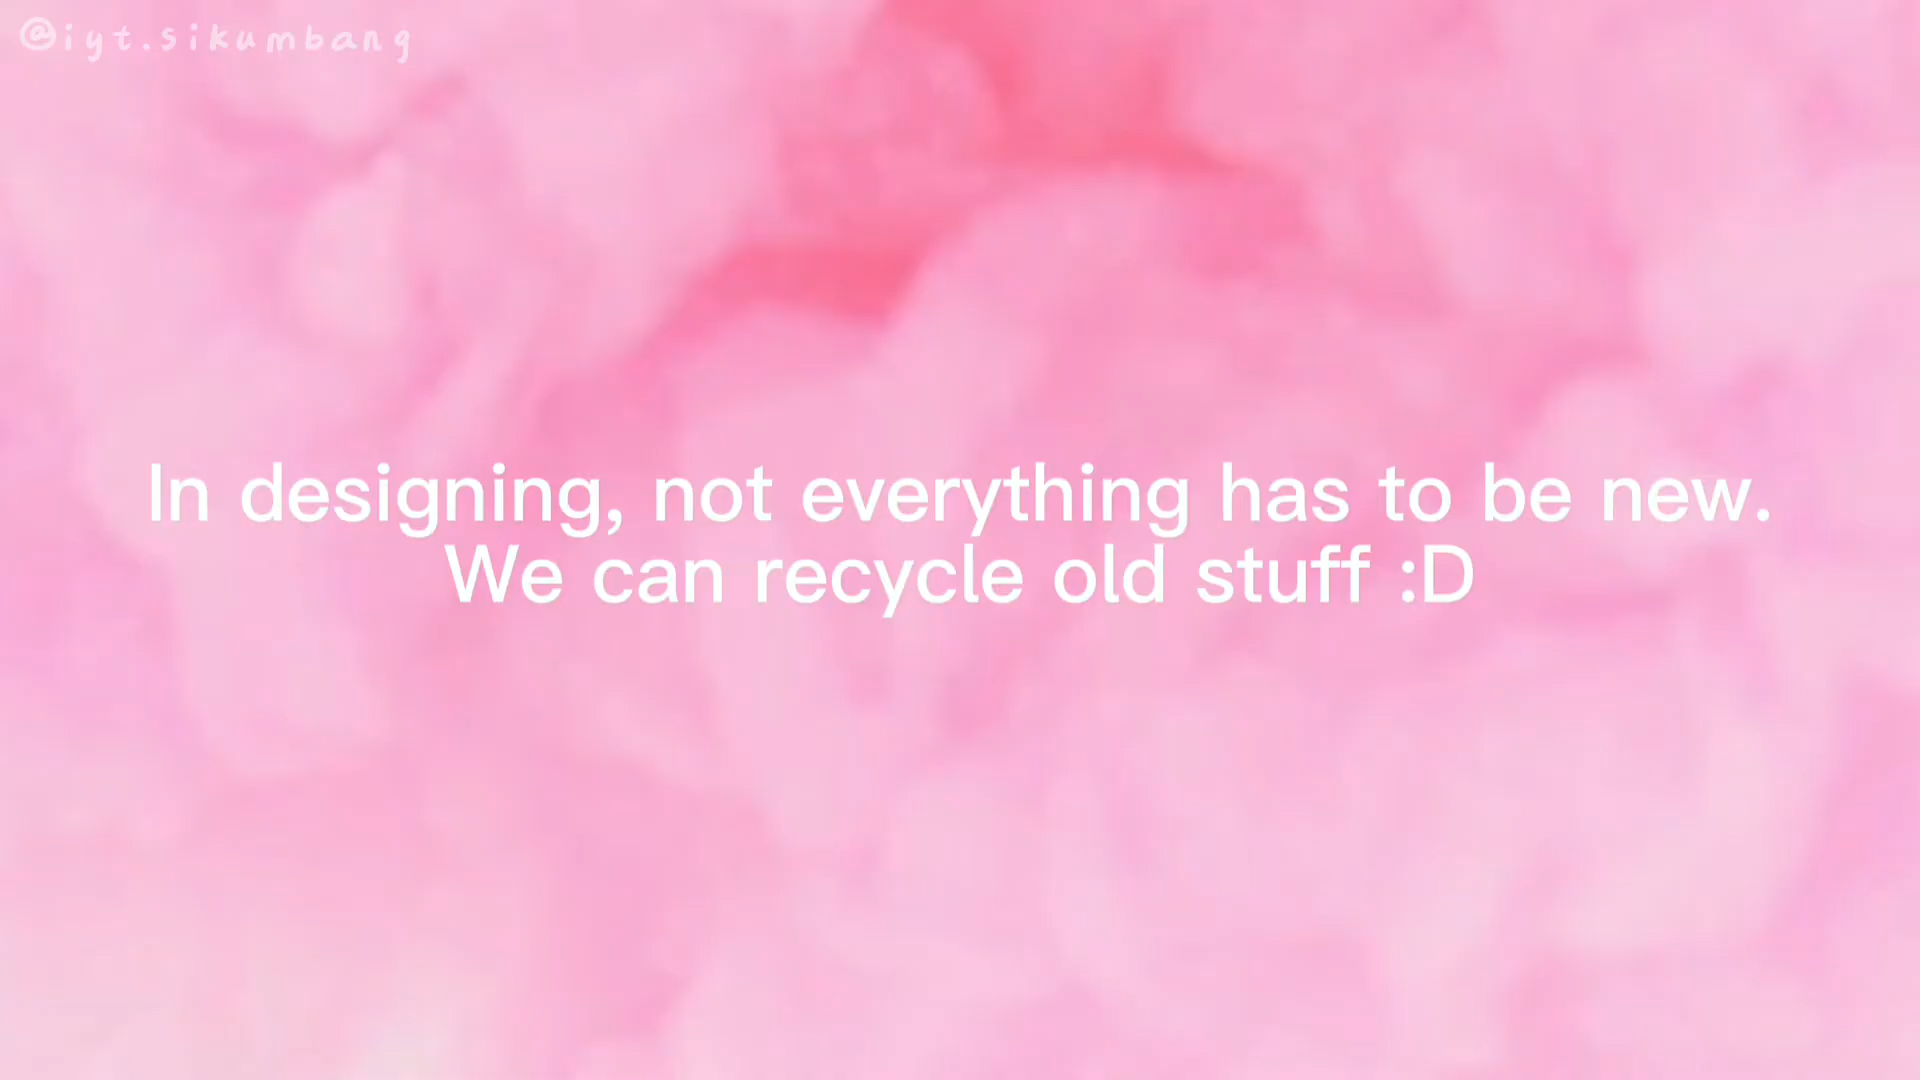 @iyt.sikumbang
In designing, not everything has to be new.
We can recycle old stuff :D